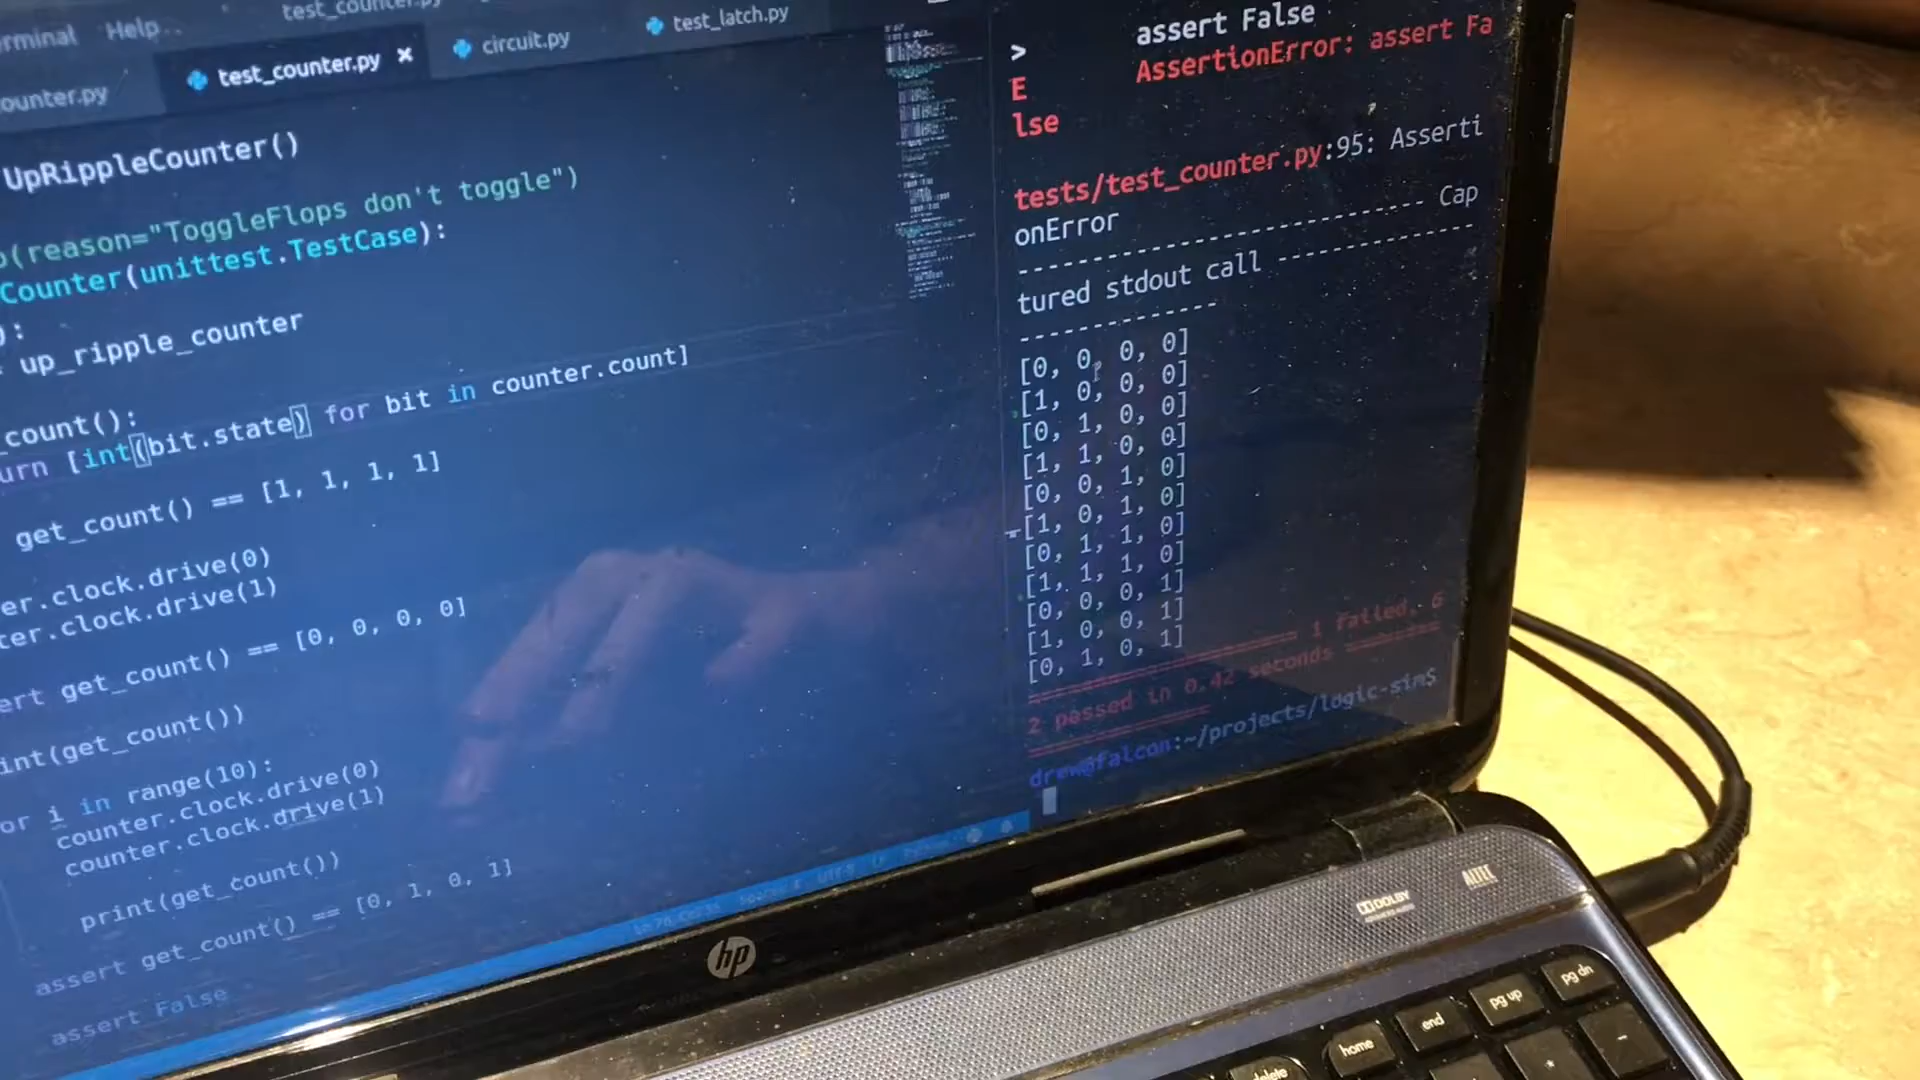 Help
test_counter.py
test_counter.py ×
circuit.py
test_latch.py
UpRippleCounter()
(reason="ToggleFlops don't toggle")
Counter(unittest.TestCase):
):
up_ripple_counter
_count():
urn [int(bit.state) for bit in counter.count]
get_count() == [1, 1, 1, 1]
er.clock.drive(0)
ter.clock.drive(1)
ert get_count() == [0, 0, 0, 0]
int(get_count())
or i in range(10):
counter.clock.drive(0)
counter.clock.drive(1)
print(get_count())
assert get_count() == [0, 1, 0, 1]
assert False
> assert False
E AssertionError: assert Fa
lse
tests/test_counter.py:95: Asserti
onError
---------------------------- Cap
tured stdout call ---------------
-------------
[0, 0, 0, 0]
[1, 0, 0, 0]
[0, 1, 0, 0]
[1, 1, 0, 0]
[0, 0, 1, 0]
[1, 0, 1, 0]
[0, 1, 1, 0]
[1, 1, 1, 0]
[0, 0, 0, 1]
[1, 0, 0, 1]
[0, 1, 0, 1]
1 failed, 6
2 passed in 0.42 seconds
drew@falcon:~/projects/logic-sim$
hp
DOLBY
ALTEC
pg dn
pg up
end
home
delete